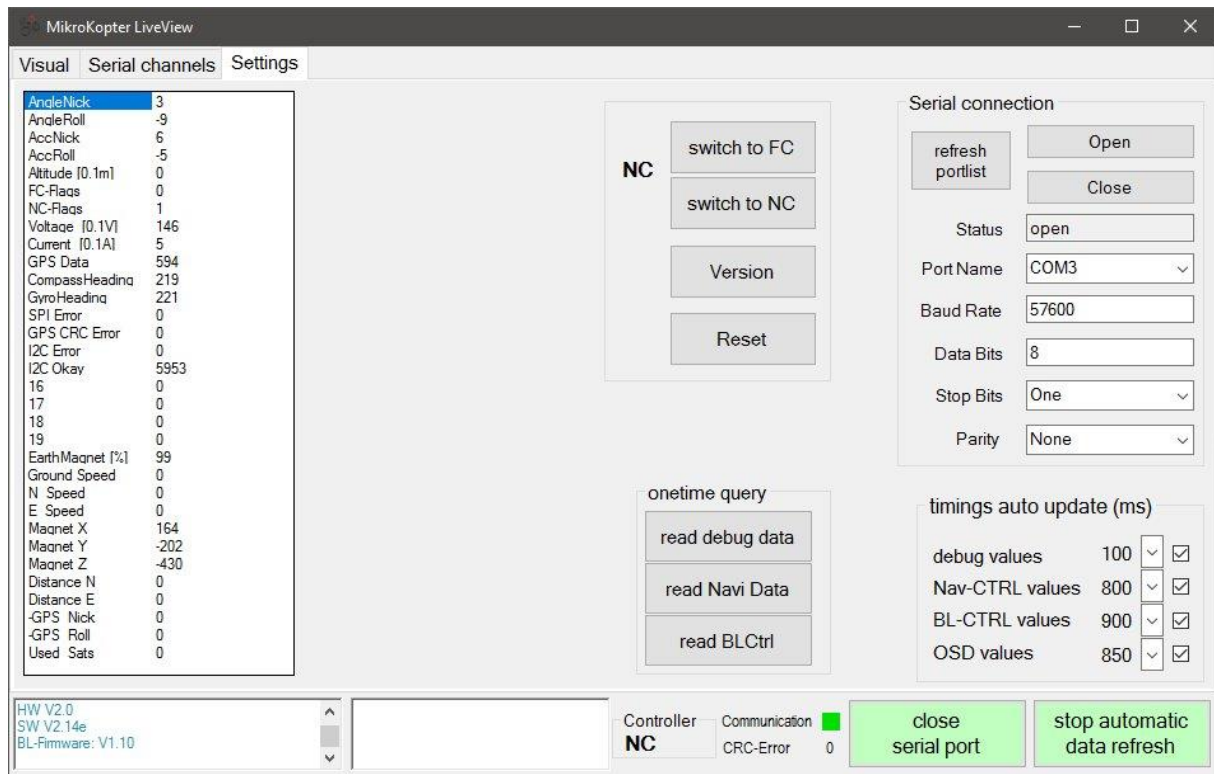 MikroKopter LiveView
Visual Serial channels Settings
AngleNick 3
AngleRoll -9
AccNick 6
AccRoll -5
Altitude [0.1m] 0
FC-Flags 0
NC-Flags 1
Voltage [0.1V] 146
Current [0.1A] 5
GPS Data 594
CompassHeading 219
GyroHeading 221
SPI Error 0
GPS CRC Error 0
I2C Error 0
I2C Okay 5953
16 0
17 0
18 0
19 0
EarthMagnet [%] 99
Ground Speed 0
N Speed 0
E Speed 0
Magnet X 164
Magnet Y -202
Magnet Z -430
Distance N 0
Distance E 0
-GPS Nick 0
-GPS Roll 0
Used Sats 0
NC
switch to FC
switch to NC
Version
Reset
onetime query
read debug data
read Navi Data
read BLCtrl
Serial connection
refresh
portlist
Open
Close
Status open
Port Name COM3
Baud Rate 57600
Data Bits 8
Stop Bits One
Parity None
timings auto update (ms)
debug values 100
Nav-CTRL values 800
BL-CTRL values 900
OSD values 850
HW V2.0
SW V2.14e
BL-Firmware: V1.10
Controller
NC
Communication
CRC-Error 0
close
serial port
stop automatic
data refresh